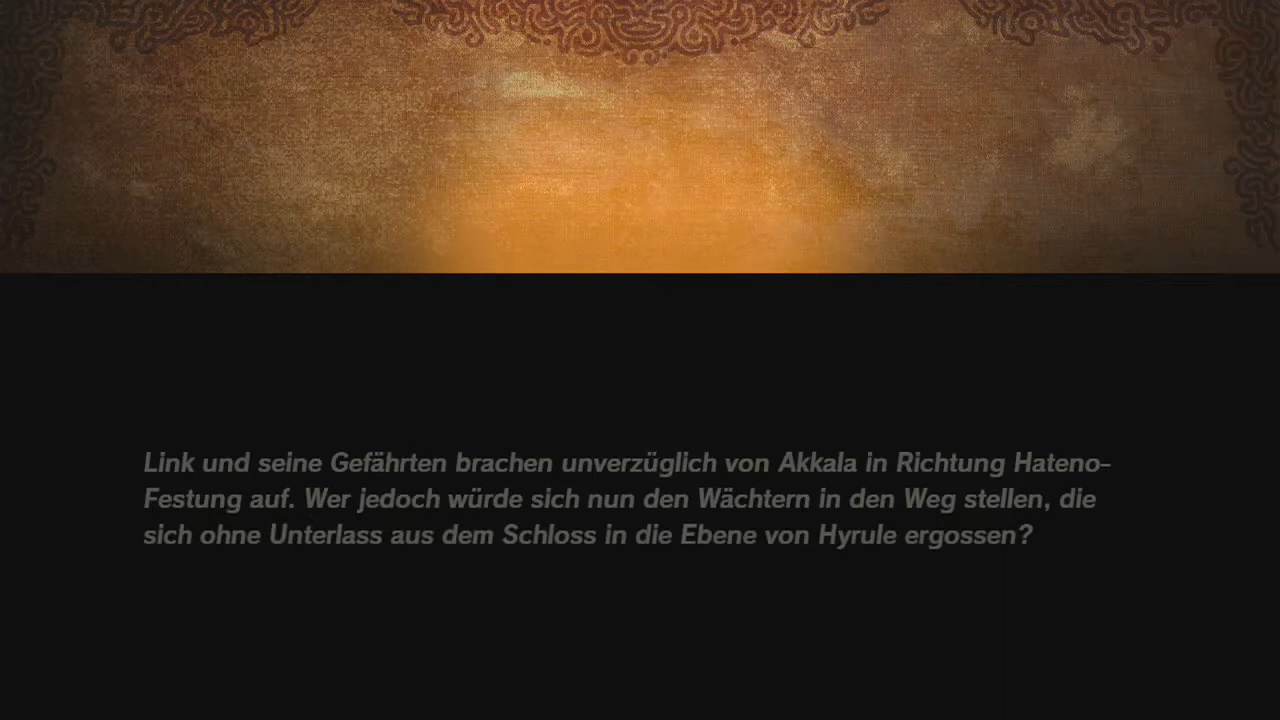 Link und seine Gefährten brachen unverzüglich von Akkala in Richtung Hateno-
Festung auf. Wer jedoch würde sich nun den Wächtern in den Weg stellen, die
sich ohne Unterlass aus dem Schloss in die Ebene von Hyrule ergossen?